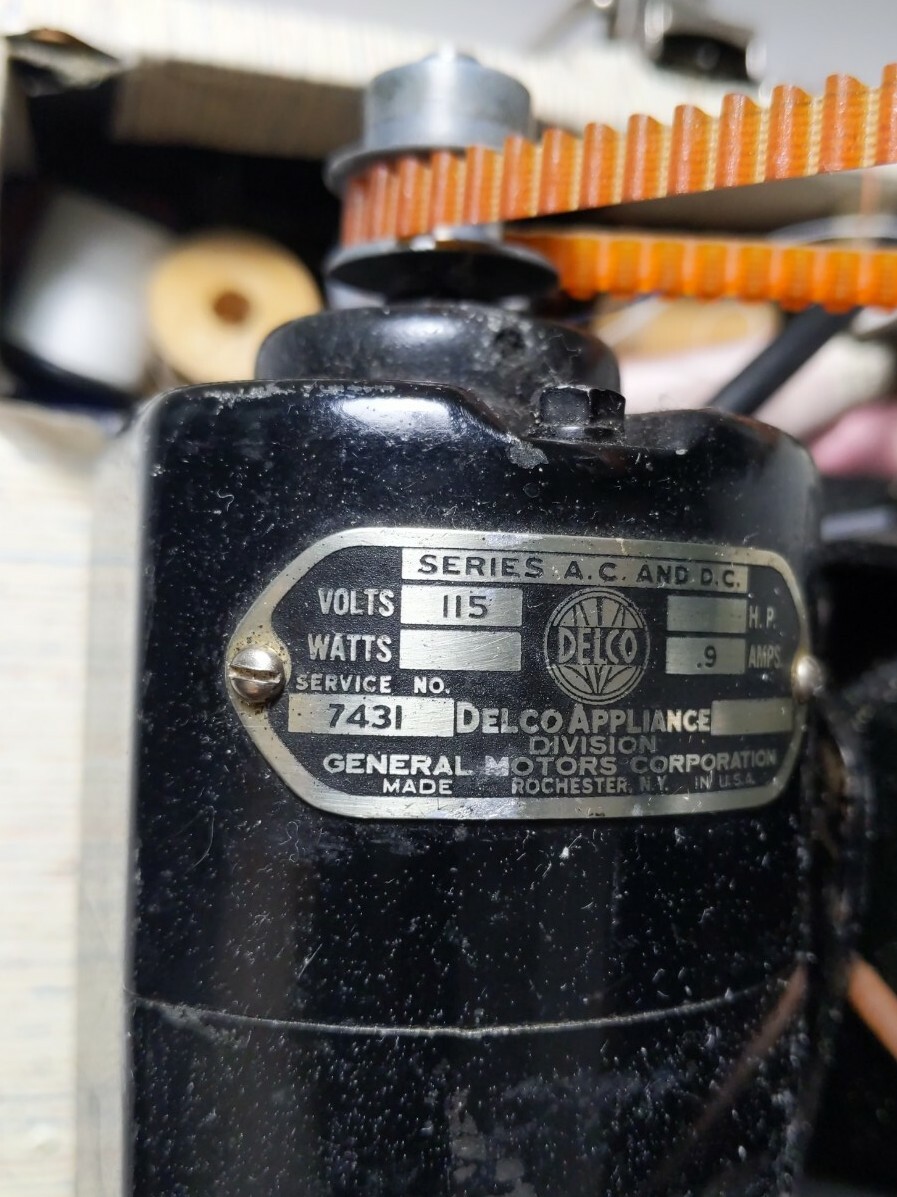 SERIES A.C. AND D.C.
VOLTS 115 H.P.
WATTS DELCO .9 AMPS.
SERVICE NO.
7431 DELCO APPLIANCE
DIVISION
GENERAL MOTORS CORPORATION
MADE ROCHESTER, N.Y. IN U.S.A.